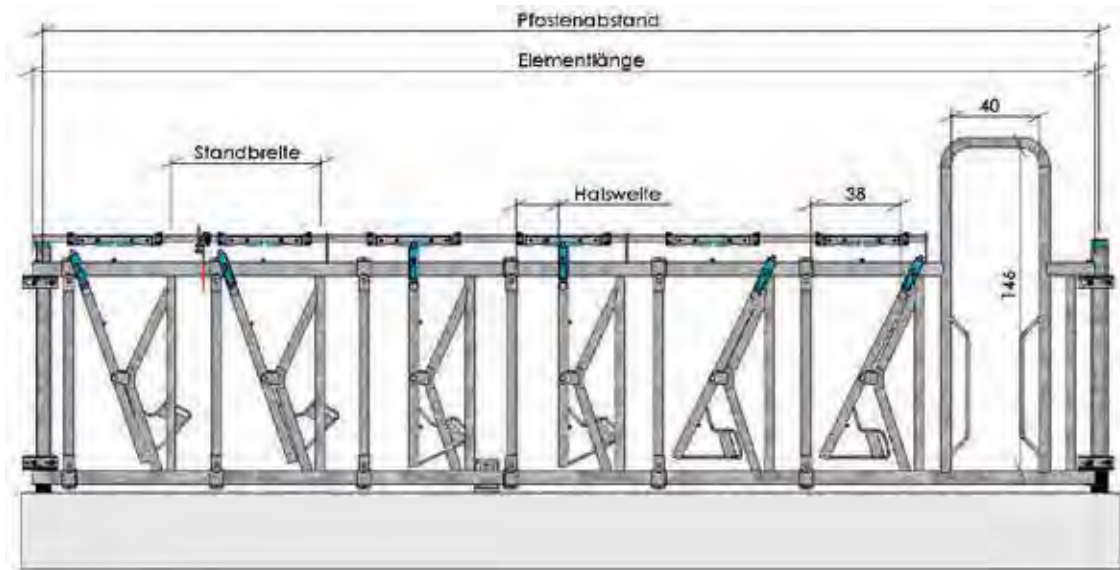 Pfostenabstand
Elementlänge
40
Standbreite
Halsweite
38
146